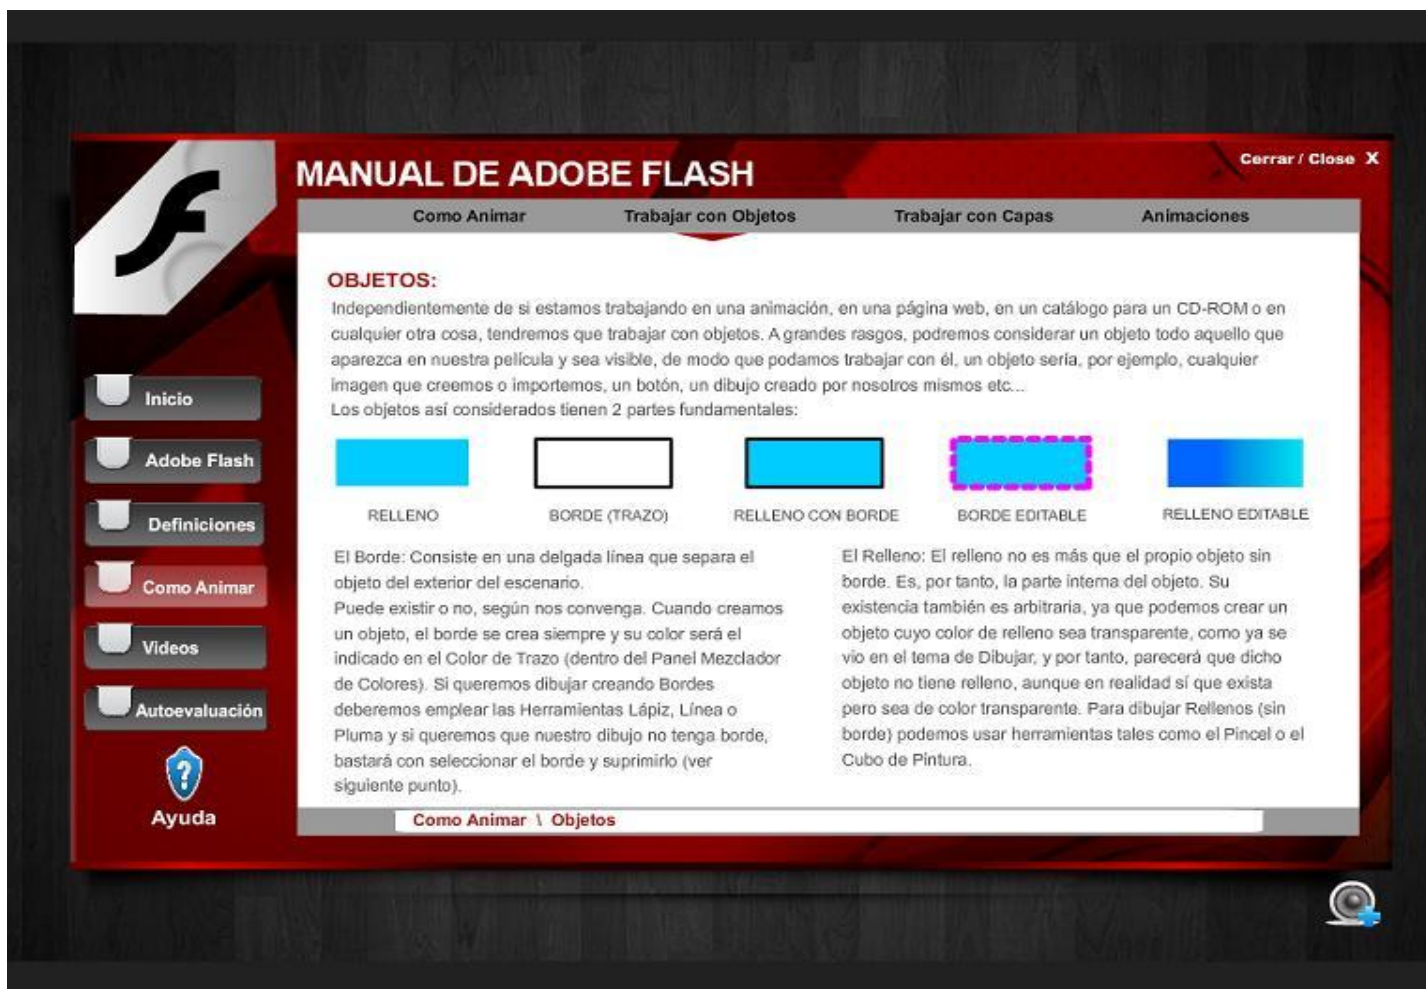 MANUAL DE ADOBE FLASH
Cerrar / Close X
Como Animar Trabajar con Objetos Trabajar con Capas Animaciones
Inicio
Adobe Flash
Definiciones
Como Animar
Videos
Autoevaluación
Ayuda
OBJETOS:
Independientemente de si estamos trabajando en una animación, en una página web, en un catálogo para un CD-ROM o en
cualquier otra cosa, tendremos que trabajar con objetos. A grandes rasgos, podremos considerar un objeto todo aquello que
aparezca en nuestra película y sea visible, de modo que podamos trabajar con él, un objeto sería, por ejemplo, cualquier
imagen que creemos o importemos, un botón, un dibujo creado por nosotros mismos etc...
Los objetos así considerados tienen 2 partes fundamentales:
RELLENO BORDE (TRAZO) RELLENO CON BORDE BORDE EDITABLE RELLENO EDITABLE
El Borde: Consiste en una delgada línea que separa el
objeto del exterior del escenario.
Puede existir o no, según nos convenga. Cuando creamos
un objeto, el borde se crea siempre y su color será el
indicado en el Color de Trazo (dentro del Panel Mezclador
de Colores). Si queremos dibujar creando Bordes
deberemos emplear las Herramientas Lápiz, Línea o
Pluma y si queremos que nuestro dibujo no tenga borde,
bastará con seleccionar el borde y suprimirlo (ver
siguiente punto).
El Relleno: El relleno no es más que el propio objeto sin
borde. Es, por tanto, la parte interna del objeto. Su
existencia también es arbitraria, ya que podemos crear un
objeto cuyo color de relleno sea transparente, como ya se
vio en el tema de Dibujar, y por tanto, parecerá que dicho
objeto no tiene relleno, aunque en realidad sí que exista
pero sea de color transparente. Para dibujar Rellenos (sin
borde) podemos usar herramientas tales como el Pincel o el
Cubo de Pintura.
Como Animar \ Objetos